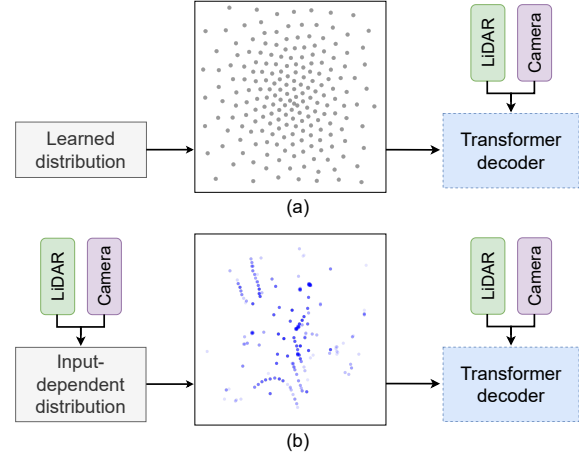 LiDAR
Camera
Learned
distribution
Transformer
decoder
(a)
LiDAR
Camera
LiDAR
Camera
Input-
dependent
distribution
Transformer
decoder
(b)